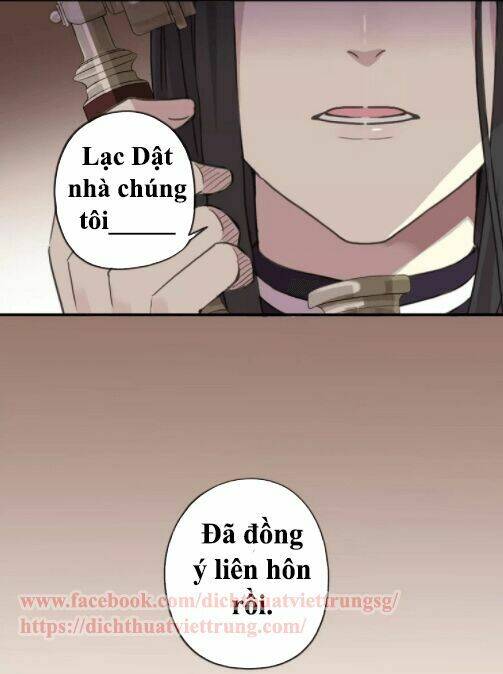 Lạc Dật
nhà chúng
tôi_____
Đã đồng
ý liên hôn
rồi.
www.facebook.com/dichthuatviettrungsg/
https://dichthuatviettrung.com/